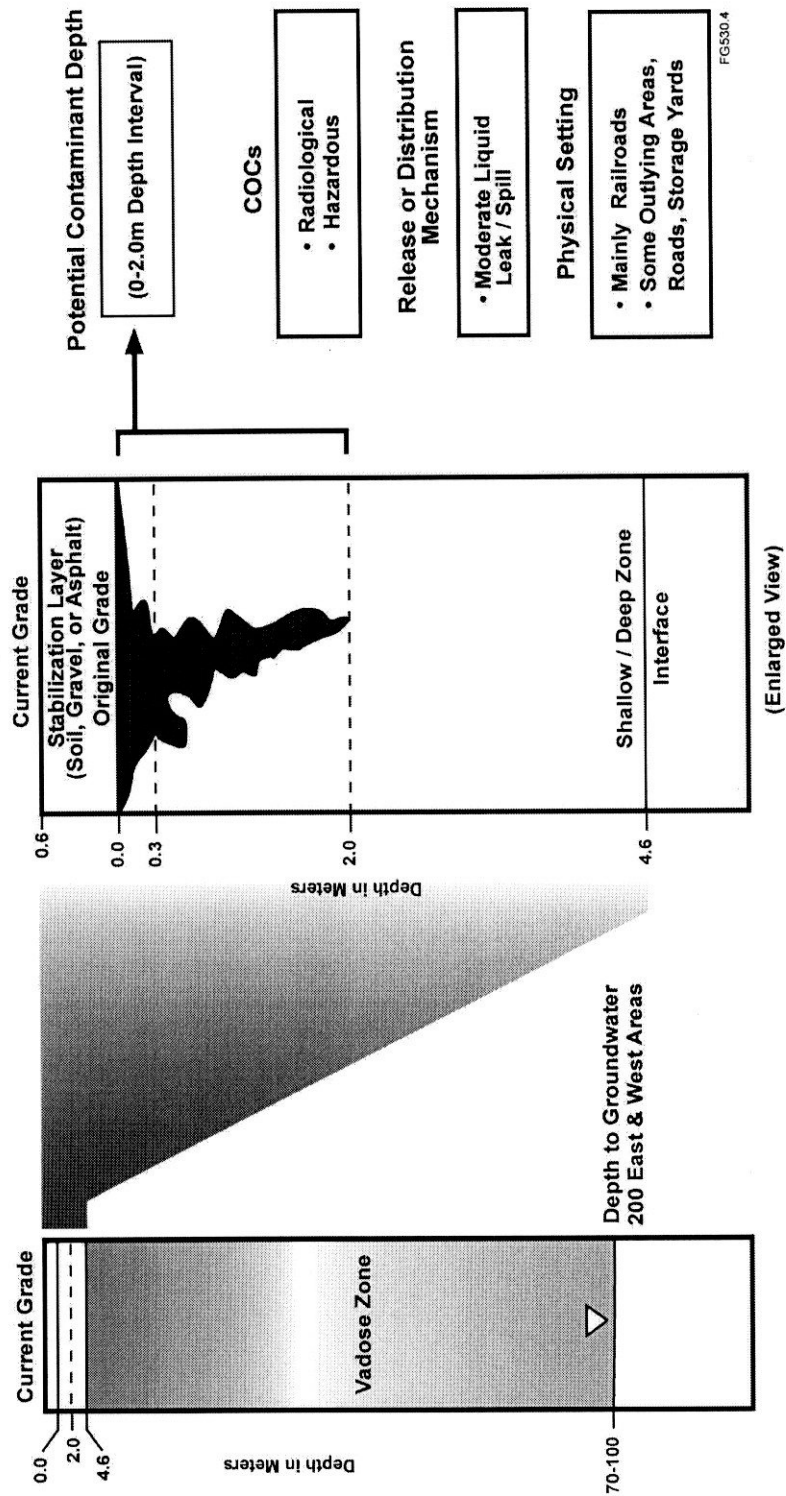 Current Grade
0.0
2.0
4.6
Depth in Meters
Vadose Zone
70-100
Depth to Groundwater
200 East & West Areas
Current Grade
0.6
Stabilization Layer
(Soil, Gravel, or Asphalt)
Original Grade
0.0
0.3
2.0
Depth in Meters
Shallow / Deep Zone
Interface
4.6
(Enlarged View)
Potential Contaminant Depth
(0-2.0m Depth Interval)
COCs
• Radiological
• Hazardous
Release or Distribution
Mechanism
• Moderate Liquid
Leak / Spill
Physical Setting
• Mainly Railroads
• Some Outlying Areas,
Roads, Storage Yards
FG530.4